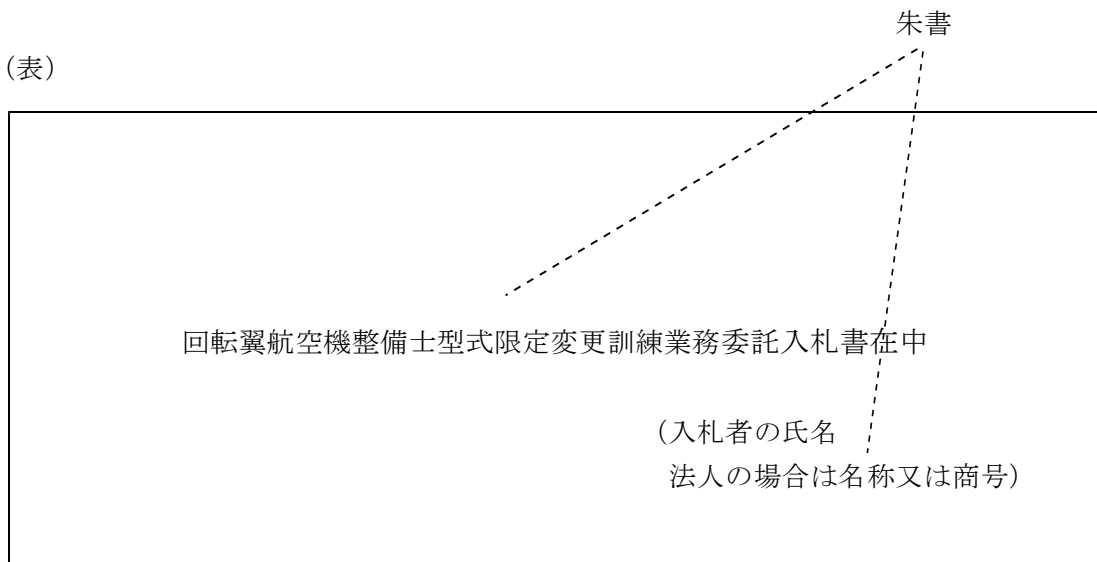 朱書
(表)
回転翼航空機整備士型式限定変更訓練業務委託入札書在中
(入札者の氏名
法人の場合は名称又は商号)